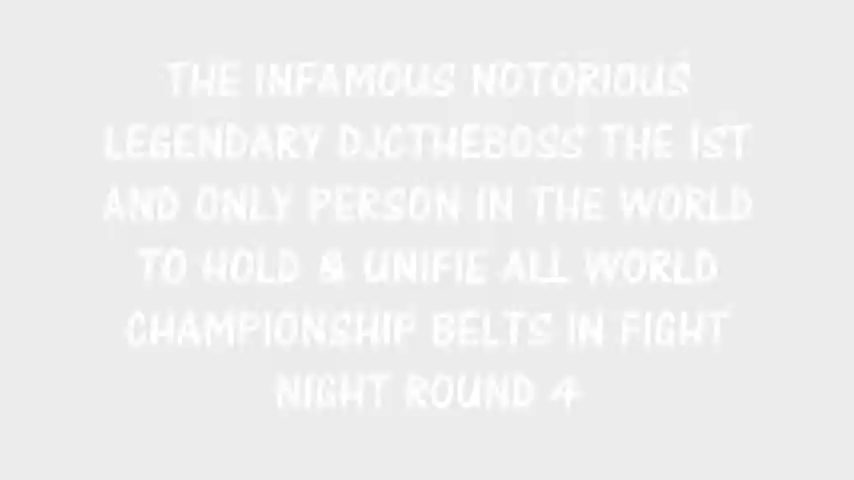 THE INFAMOUS NOTORIOUS
LEGENDARY DJCTHEBOSS THE 1ST
AND ONLY PERSON IN THE WORLD
TO HOLD & UNIFIE ALL WORLD
CHAMPIONSHIP BELTS IN FIGHT
NIGHT ROUND 4